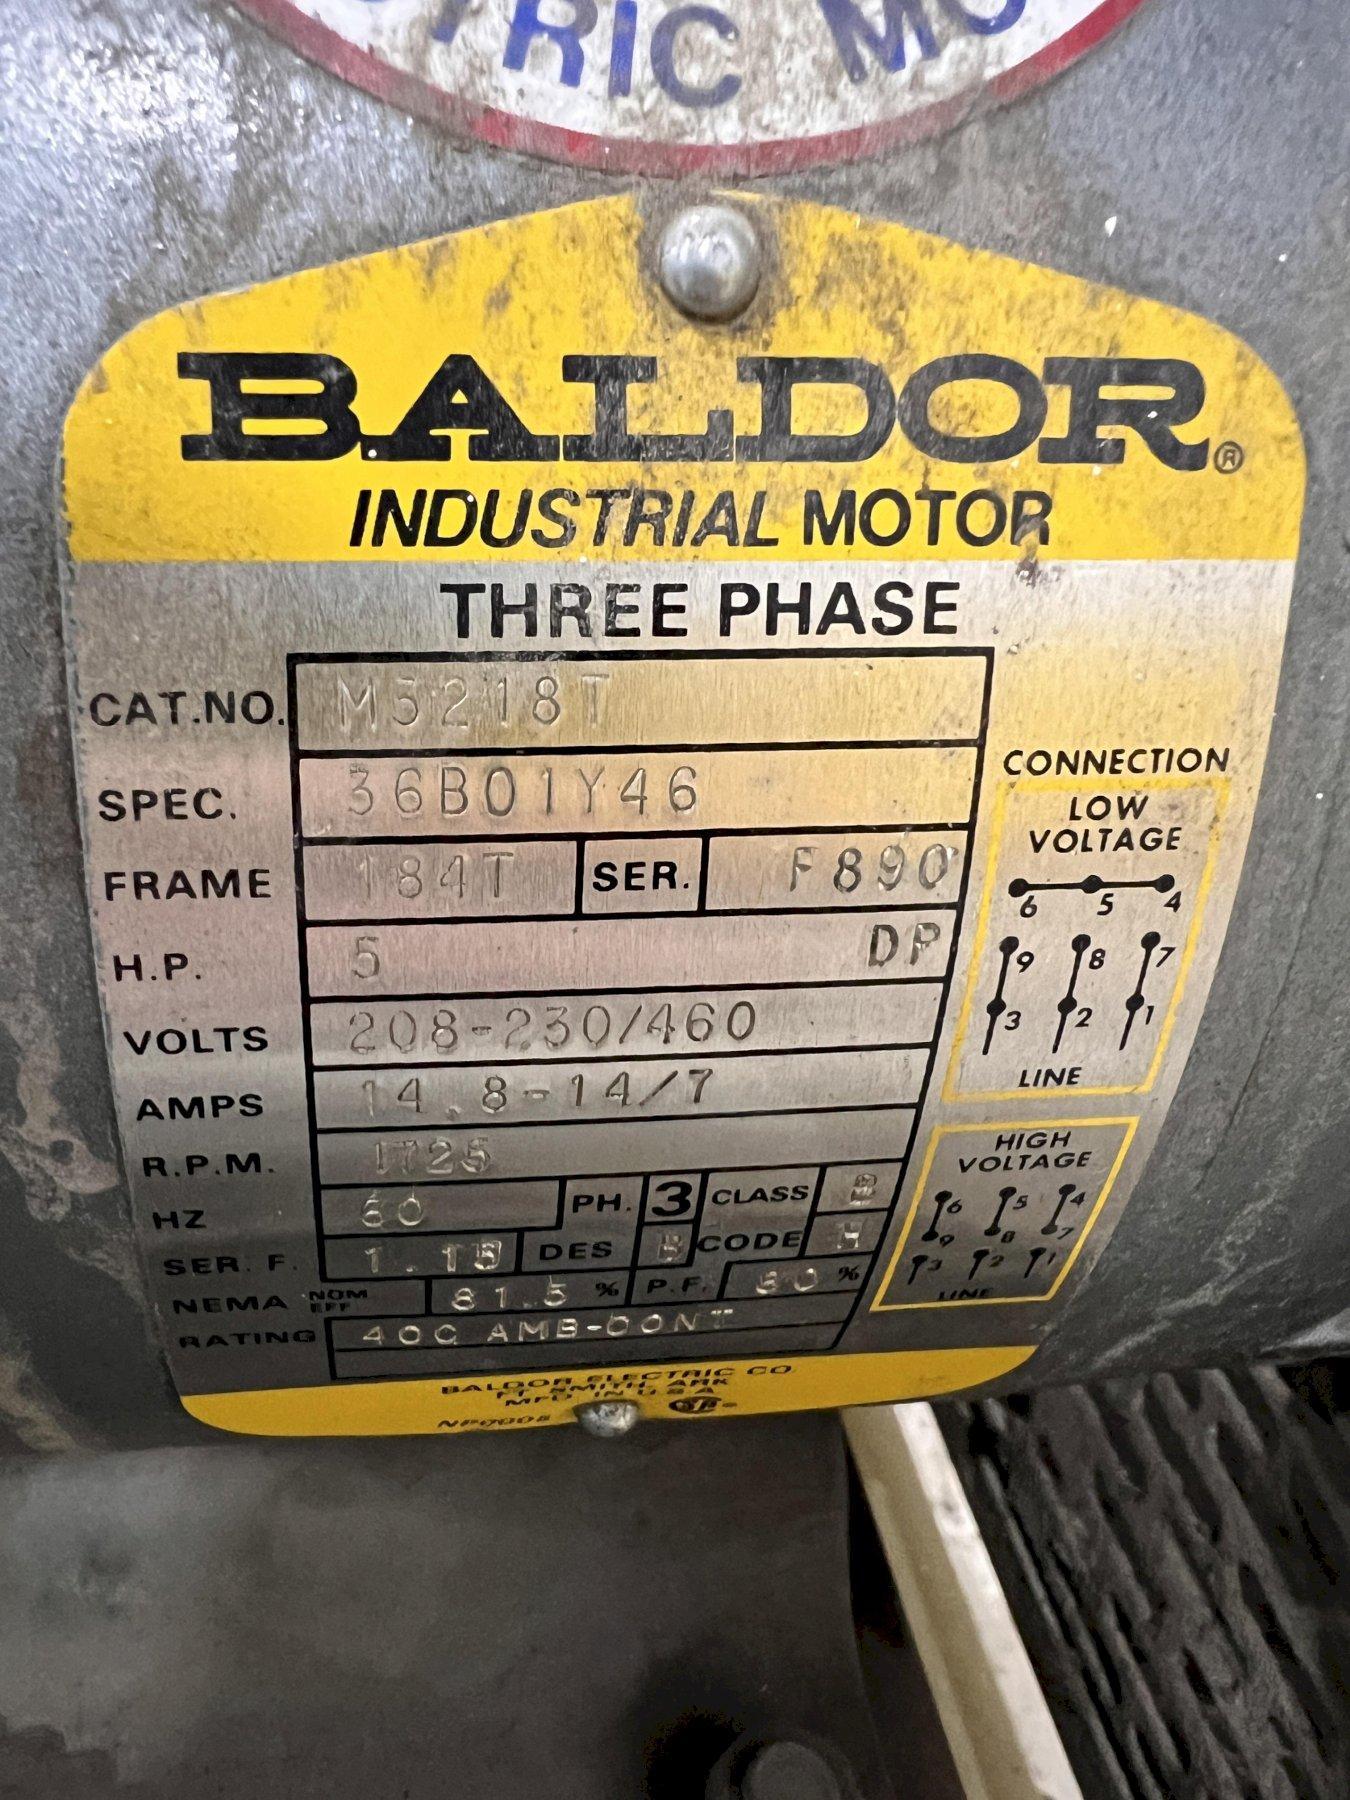 TRIC MO
BALDOR®
INDUSTRIAL MOTOR
THREE PHASE
CAT.NO. M3218T
SPEC. 36B01Y46
FRAME 184T SER. F890
H.P. 5 DP
VOLTS 208-230/460
AMPS 14.8-14/7
R.P.M. 1725
HZ 60 PH. 3 CLASS B
SER. F. 1.15 DES B CODE H
NEMA NOM EFF 81.5 % P.F. 80 %
RATING 40C AMB-CONT
BALDOR ELECTRIC CO.
FT. SMITH, ARK
MFD IN U.S.A
CONNECTION
LOW
VOLTAGE
6 5 4
9 8 7
3 2 1
LINE
HIGH
VOLTAGE
6 5 4
9 8 7
3 2 1
LINE